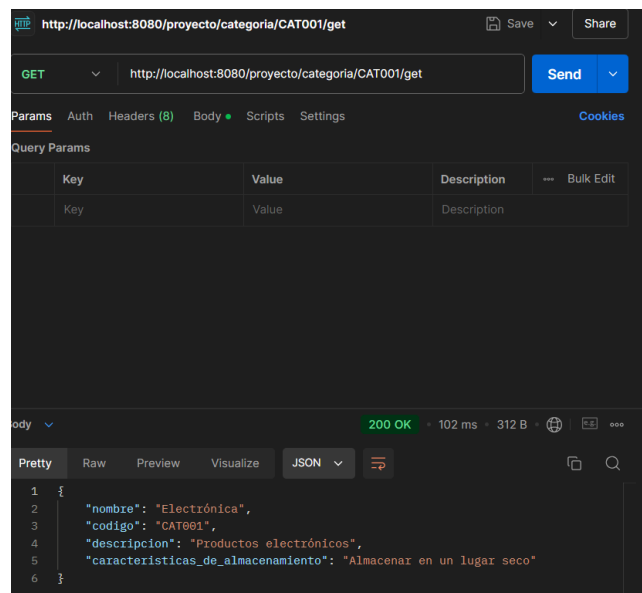 HTTP http://localhost:8080/proyecto/categoria/CAT001/get Save Share
GET http://localhost:8080/proyecto/categoria/CAT001/get Send
Params Auth Headers (8) Body Scripts Settings Cookies
Query Params
Key Value Description Bulk Edit
Key Value Description
ody 200 OK 102 ms 312 B
Pretty Raw Preview Visualize JSON
1 {
2 "nombre": "Electrónica",
3 "codigo": "CAT001",
4 "descripcion": "Productos electrónicos",
5 "caracteristicas_de_almacenamiento": "Almacenar en un lugar seco"
6 }